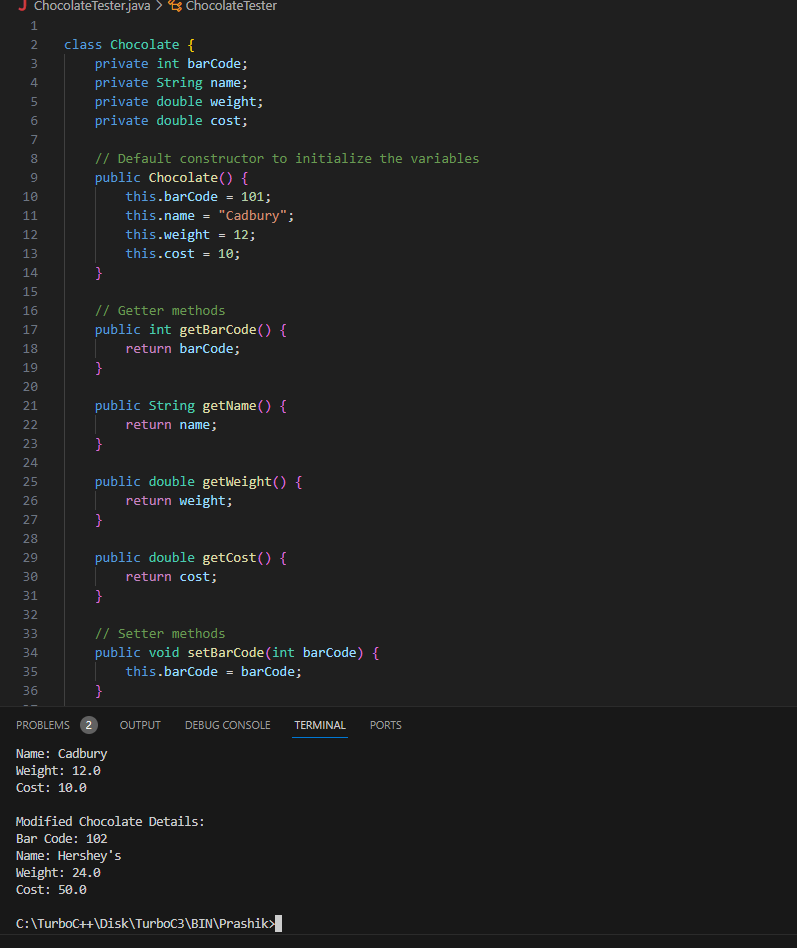 ChocolateTester.java > ChocolateTester
1
2 class Chocolate {
3 private int barCode;
4 private String name;
5 private double weight;
6 private double cost;
7
8 // Default constructor to initialize the variables
9 public Chocolate() {
10 this.barCode = 101;
11 this.name = "Cadbury";
12 this.weight = 12;
13 this.cost = 10;
14 }
15
16 // Getter methods
17 public int getBarCode() {
18 return barCode;
19 }
20
21 public String getName() {
22 return name;
23 }
24
25 public double getWeight() {
26 return weight;
27 }
28
29 public double getCost() {
30 return cost;
31 }
32
33 // Setter methods
34 public void setBarCode(int barCode) {
35 this.barCode = barCode;
36 }
PROBLEMS 2 OUTPUT DEBUG CONSOLE TERMINAL PORTS
Name: Cadbury
Weight: 12.0
Cost: 10.0
Modified Chocolate Details:
Bar Code: 102
Name: Hershey's
Weight: 24.0
Cost: 50.0
C:\TurboC++\Disk\TurboC3\BIN\Prashik>